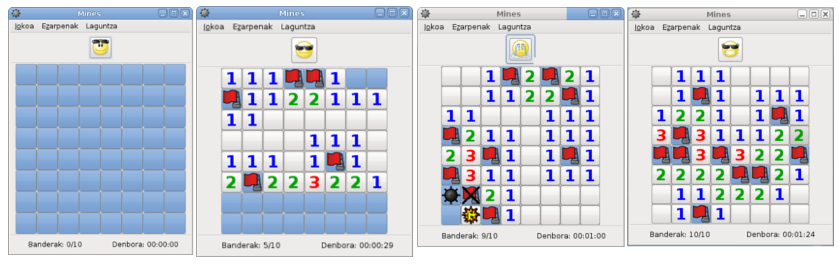 Mines
Jokoa Ezarpenak Laguntza
Banderak: 0/10 Denbora: 00:00:00
Mines
Jokoa Ezarpenak Laguntza
1 1 1 1
1 1 2 2 1 1 1
1 1
1 1 1
1 1 1 1 1
2 2 2 3 2 2 1
Banderak: 5/10 Denbora: 00:00:29
Mines
Jokoa Ezarpenak Laguntza
1 2 2 1
1 1 2 2 1
1 1 1 1 1
2 1 1 1 1 1
2 3 1 1 1
3 1 1 1 1 1
2 1
1
Banderak: 9/10 Denbora: 00:01:00
Mines
Jokoa Ezarpenak Laguntza
1 1 1
1 1 1 1 1
1 2 2 1 1 1
3 3 1 1 1 2 2
3 3 2 2
2 2 2 2 2 1
1 1 2 2 2 1
1 1
Banderak: 10/10 Denbora: 00:01:24